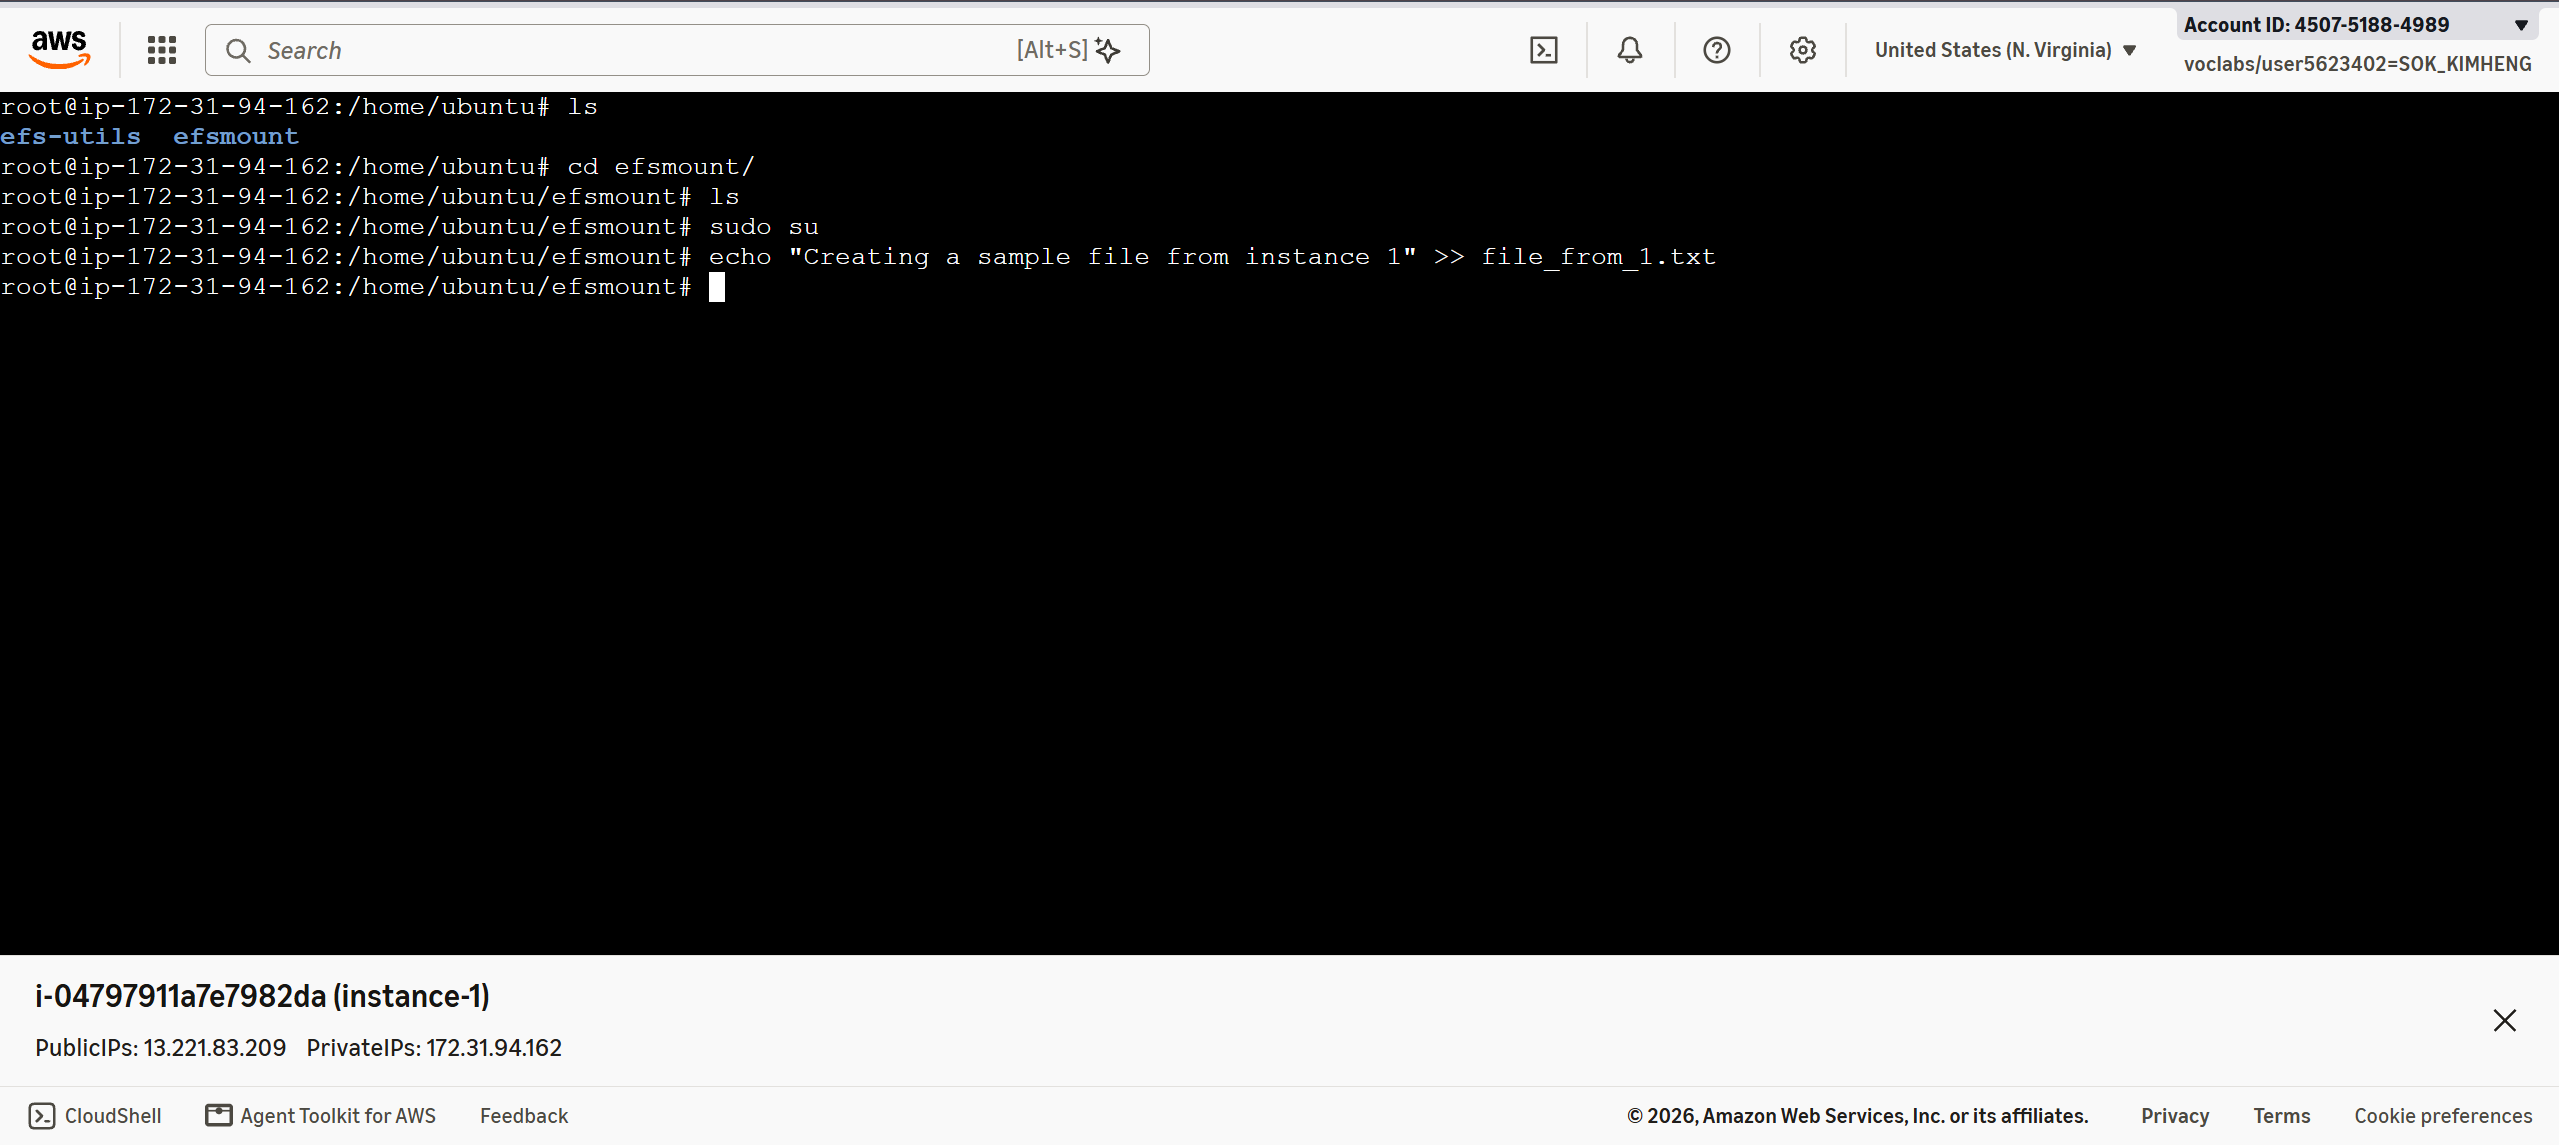 aws
Search [Alt+S]
United States (N. Virginia)
Account ID: 4507-5188-4989
voclabs/user5623402=SOK_KIMHENG
root@ip-172-31-94-162:/home/ubuntu# ls
efs-utils  efsmount
root@ip-172-31-94-162:/home/ubuntu# cd efsmount/
root@ip-172-31-94-162:/home/ubuntu/efsmount# ls
root@ip-172-31-94-162:/home/ubuntu/efsmount# sudo su
root@ip-172-31-94-162:/home/ubuntu/efsmount# echo "Creating a sample file from instance 1" >> file_from_1.txt
root@ip-172-31-94-162:/home/ubuntu/efsmount#
i-04797911a7e7982da (instance-1)
PublicIPs: 13.221.83.209 PrivateIPs: 172.31.94.162
CloudShell Agent Toolkit for AWS Feedback © 2026, Amazon Web Services, Inc. or its affiliates. Privacy Terms Cookie preferences